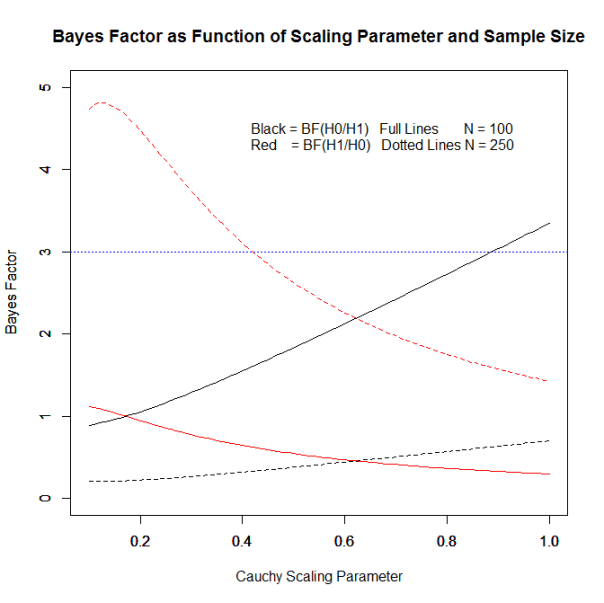 Bayes Factor as Function of Scaling Parameter and Sample Size
Black = BF(H0/H1) Full Lines N = 100
Red = BF(H1/H0) Dotted Lines N = 250
5
4
3
2
1
0
Bayes Factor
0.2 0.4 0.6 0.8 1.0
Cauchy Scaling Parameter